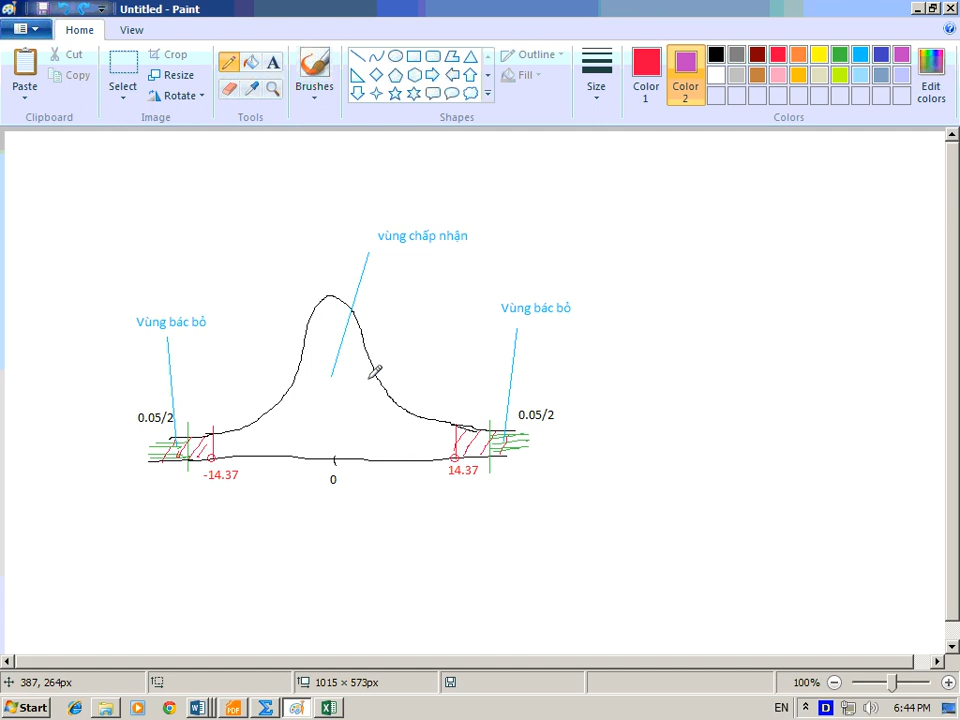 Untitled - Paint
Home
View
Paste
Cut
Copy
Clipboard
Select
Crop
Resize
Rotate
Image
A
Tools
Brushes
Outline
Fill
Shapes
Size
Color 1
Color 2
Edit colors
Colors
vùng chấp nhận
Vùng bác bỏ
Vùng bác bỏ
0.05/2
0.05/2
-14.37
0
14.37
387, 264px
1015 × 573px
100%
Start
W
PDF
Σ
X
EN
D
6:44 PM